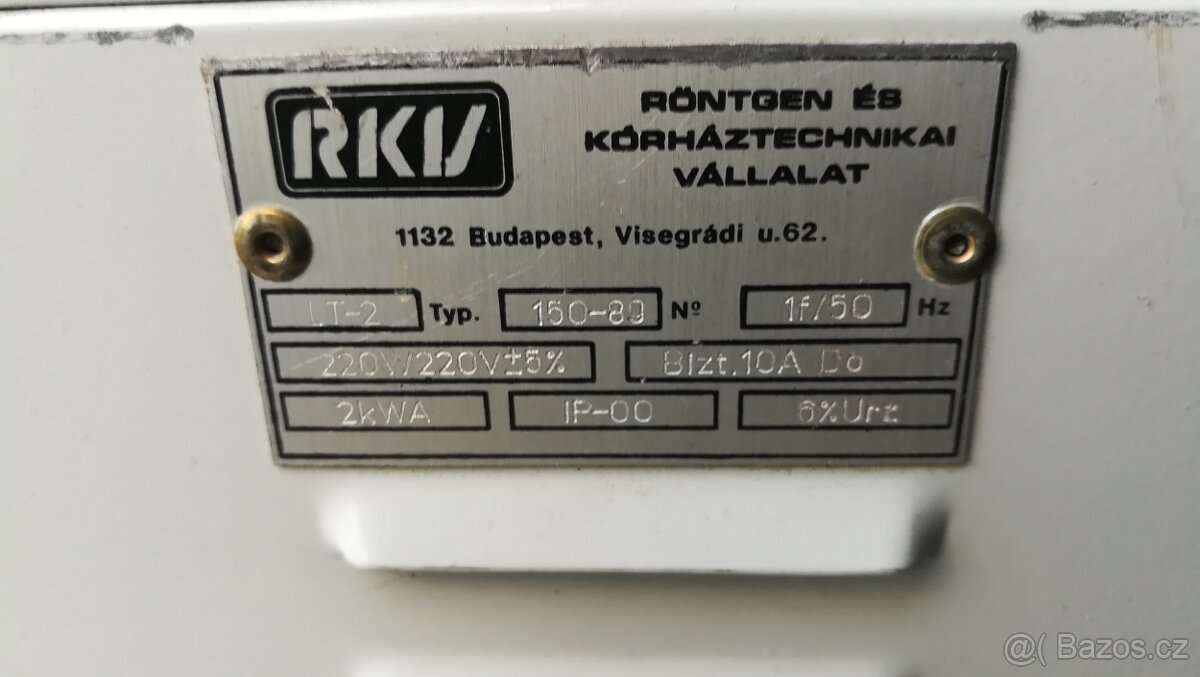 RKV
RÖNTGEN ÉS
KÓRHÁZTECHNIKAI
VÁLLALAT
1132 Budapest, Visegrádi u.62.
LT-2 Typ. 150-89 Nº 1f/50 Hz
220V/220V±5% Bizt.10A Do
2kWA IP-00 6%Urz
@( Bazos.cz